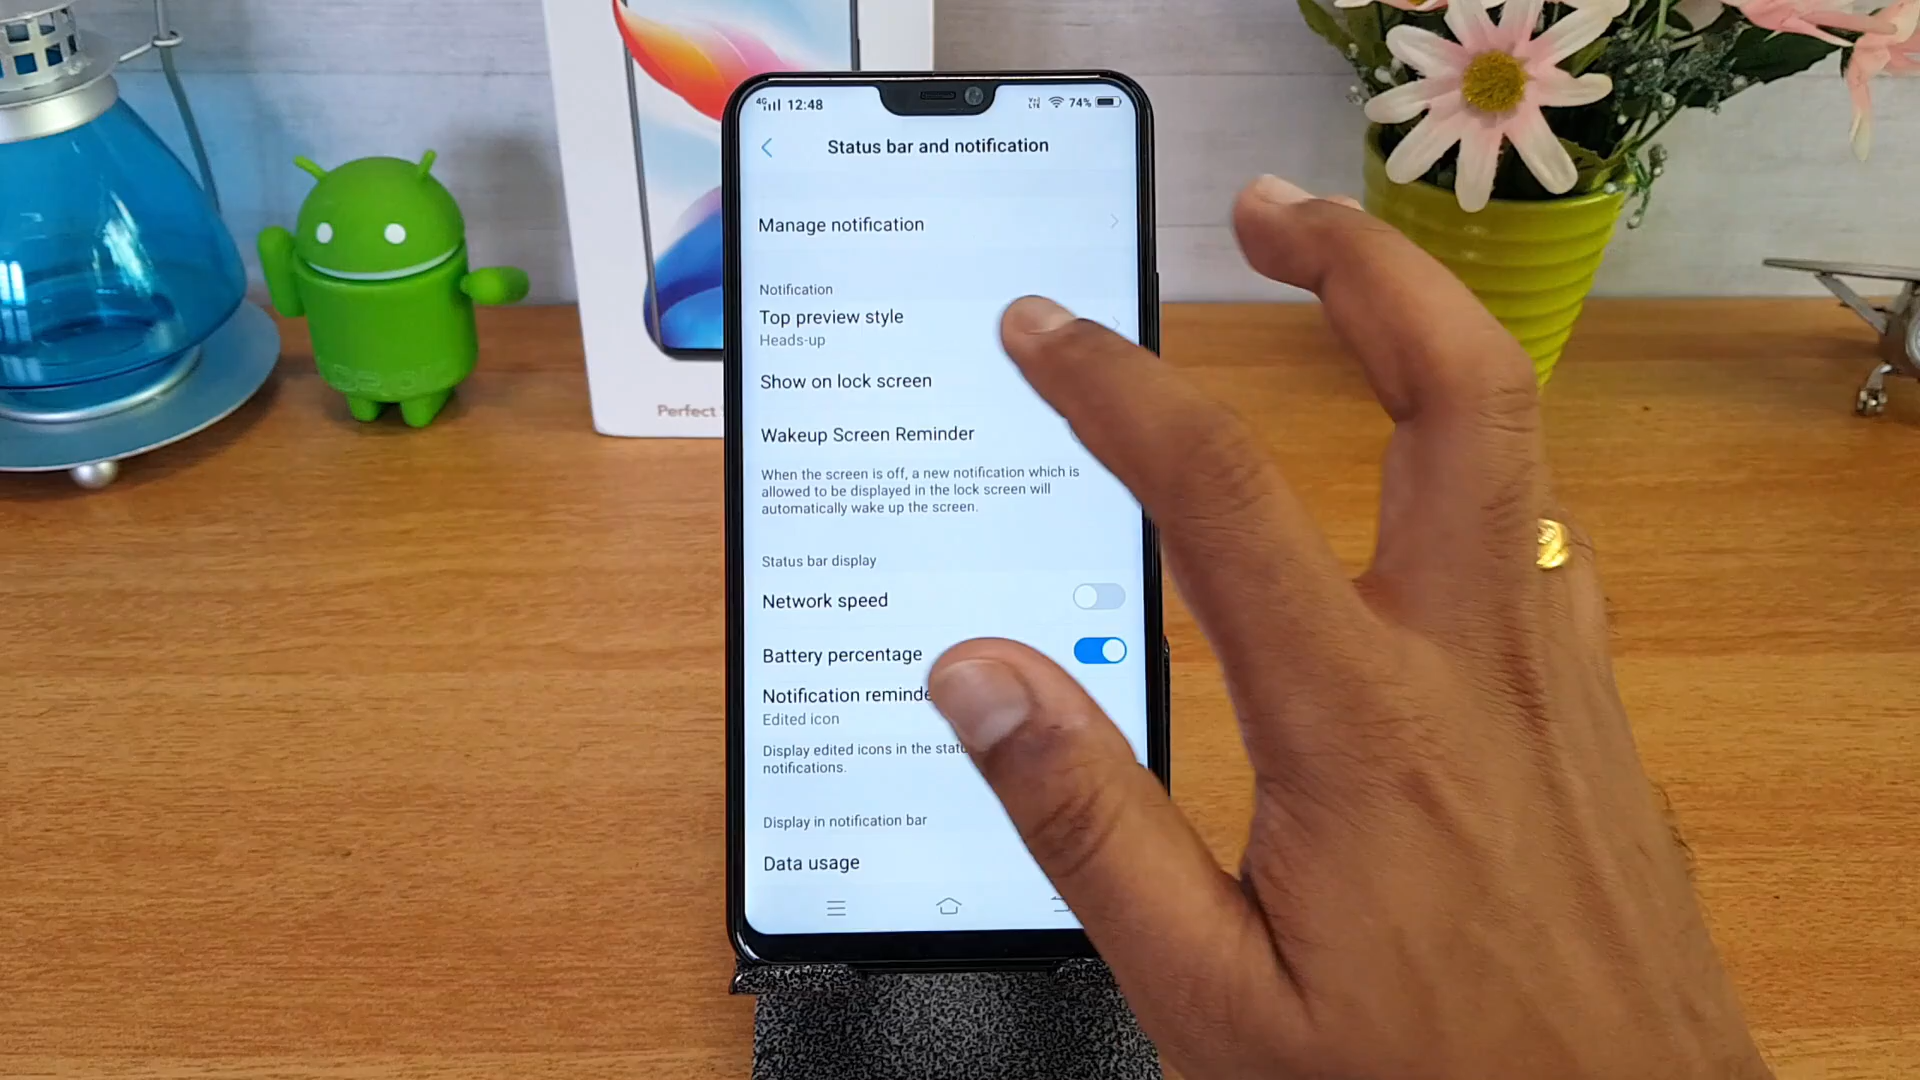 4G 12:48 74%
Status bar and notification
Manage notification
Notification
Top preview style
Heads-up
Show on lock screen
Wakeup Screen Reminder
When the screen is off, a new notification which is
allowed to be displayed in the lock screen will
automatically wake up the screen.
Status bar display
Network speed
Battery percentage
Notification reminde
Edited icon
Display edited icons in the
notifications.
Display in notification bar
Data usage
Perfect